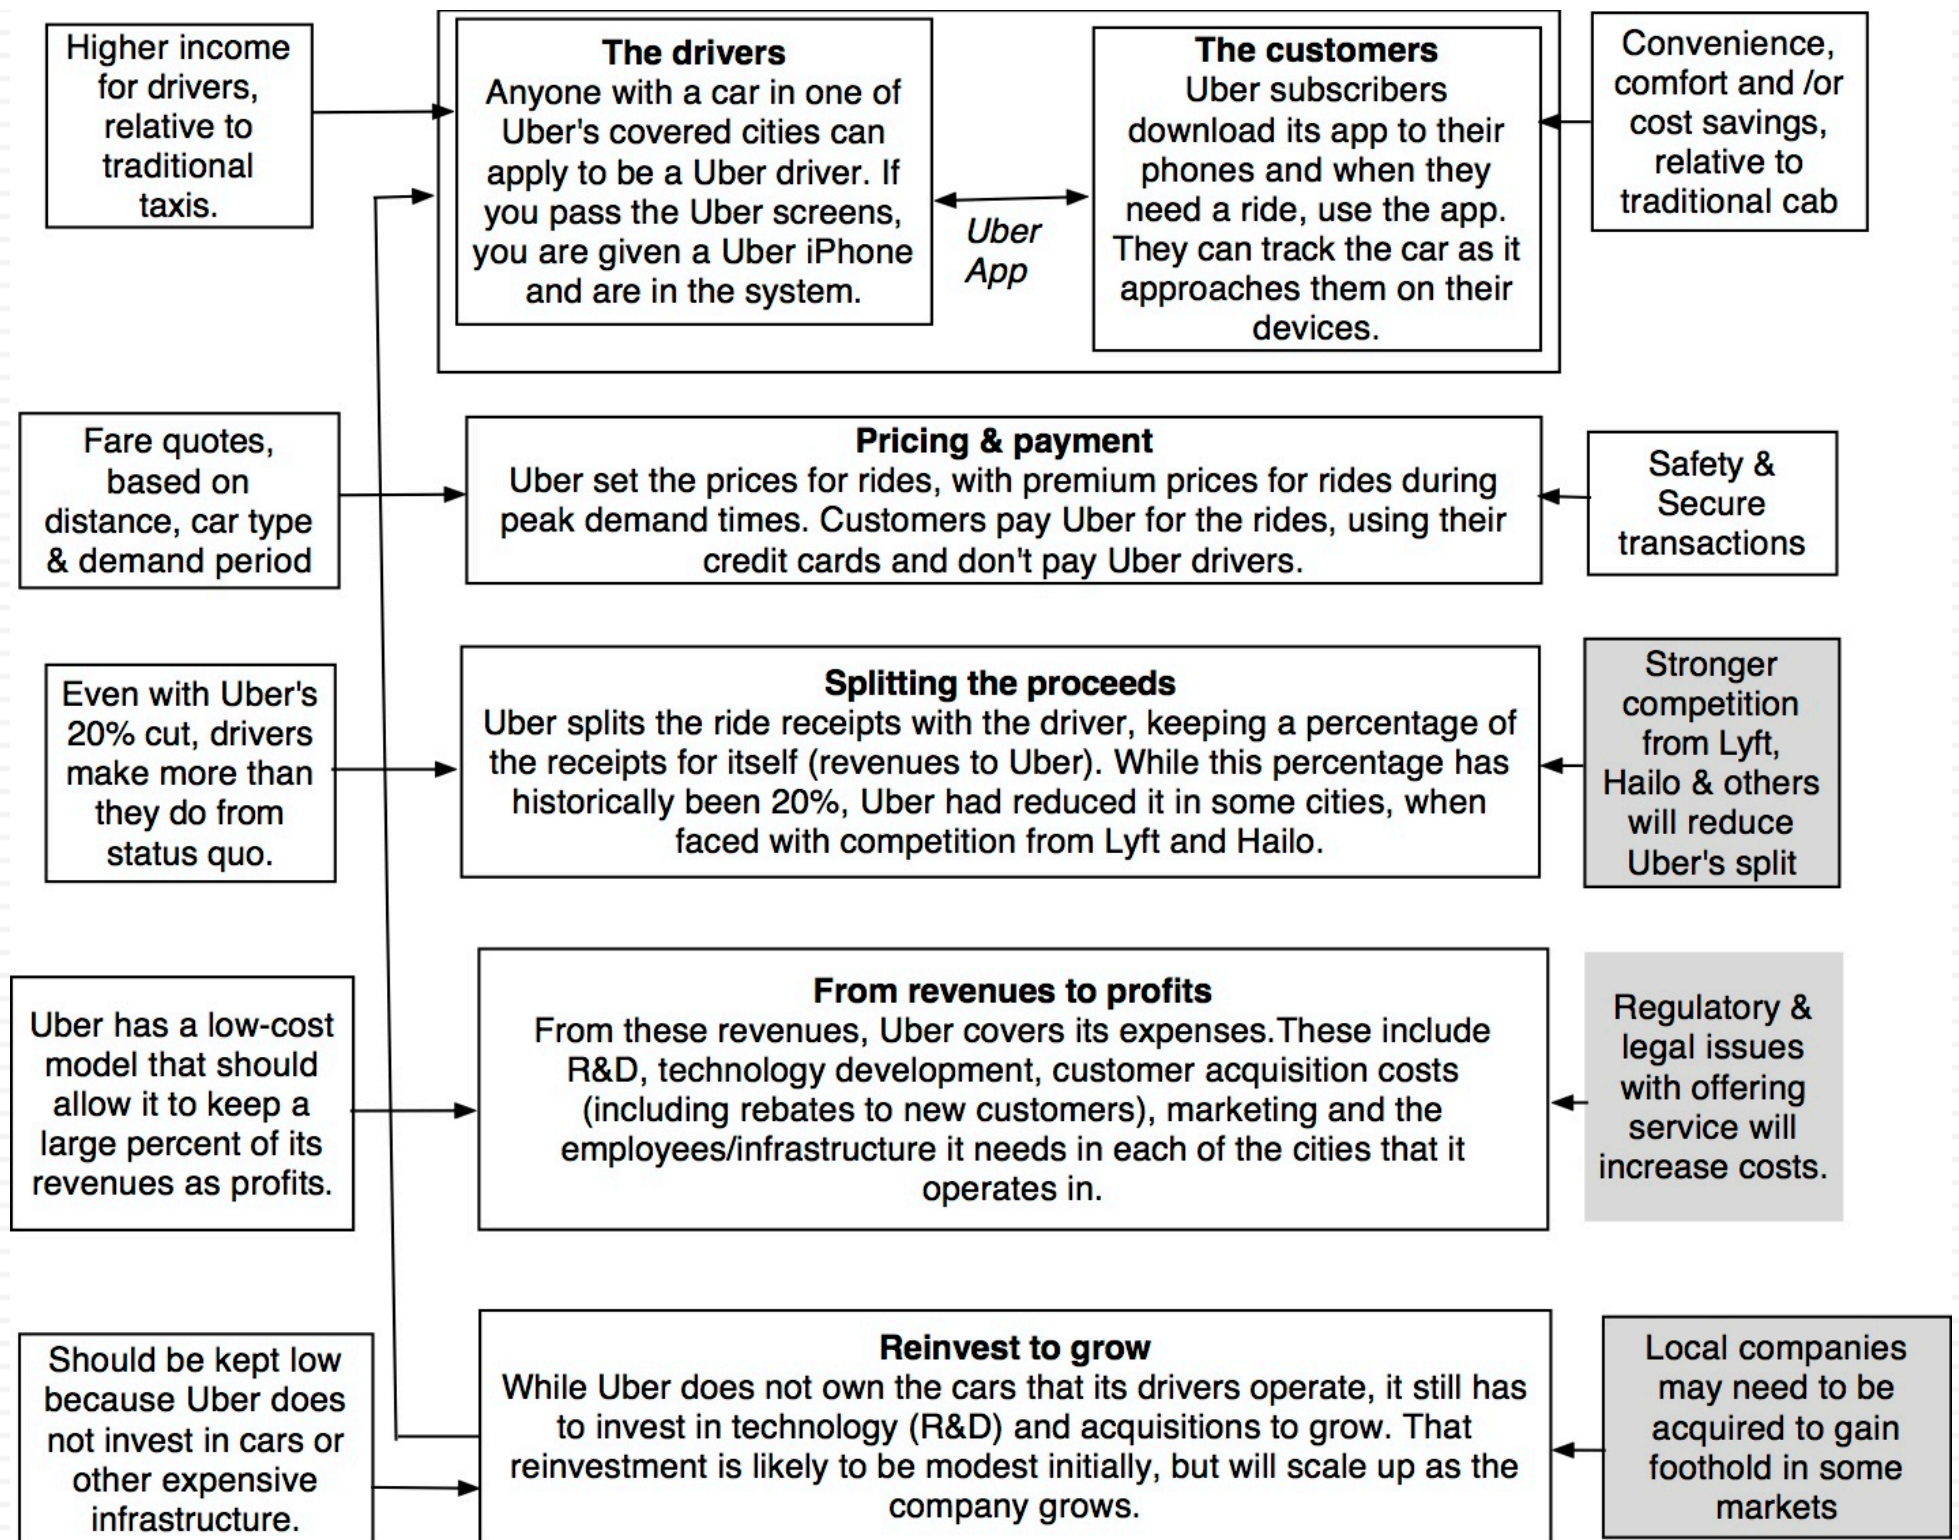 Higher income
for drivers,
relative to
traditional
taxis.
The drivers
Anyone with a car in one of
Uber's covered cities can
apply to be a Uber driver. If
you pass the Uber screens,
you are given a Uber iPhone
and are in the system.
Uber
App
The customers
Uber subscribers
download its app to their
phones and when they
need a ride, use the app.
They can track the car as it
approaches them on their
devices.
Convenience,
comfort and /or
cost savings,
relative to
traditional cab
Fare quotes,
based on
distance, car type
& demand period
Pricing & payment
Uber set the prices for rides, with premium prices for rides during
peak demand times. Customers pay Uber for the rides, using their
credit cards and don't pay Uber drivers.
Safety &
Secure
transactions
Even with Uber's
20% cut, drivers
make more than
they do from
status quo.
Splitting the proceeds
Uber splits the ride receipts with the driver, keeping a percentage of
the receipts for itself (revenues to Uber). While this percentage has
historically been 20%, Uber had reduced it in some cities, when
faced with competition from Lyft and Hailo.
Stronger
competition
from Lyft,
Hailo & others
will reduce
Uber's split
Uber has a low-cost
model that should
allow it to keep a
large percent of its
revenues as profits.
From revenues to profits
From these revenues, Uber covers its expenses.These include
R&D, technology development, customer acquisition costs
(including rebates to new customers), marketing and the
employees/infrastructure it needs in each of the cities that it
operates in.
Regulatory &
legal issues
with offering
service will
increase costs.
Should be kept low
because Uber does
not invest in cars or
other expensive
infrastructure.
Reinvest to grow
While Uber does not own the cars that its drivers operate, it still has
to invest in technology (R&D) and acquisitions to grow. That
reinvestment is likely to be modest initially, but will scale up as the
company grows.
Local companies
may need to be
acquired to gain
foothold in some
markets